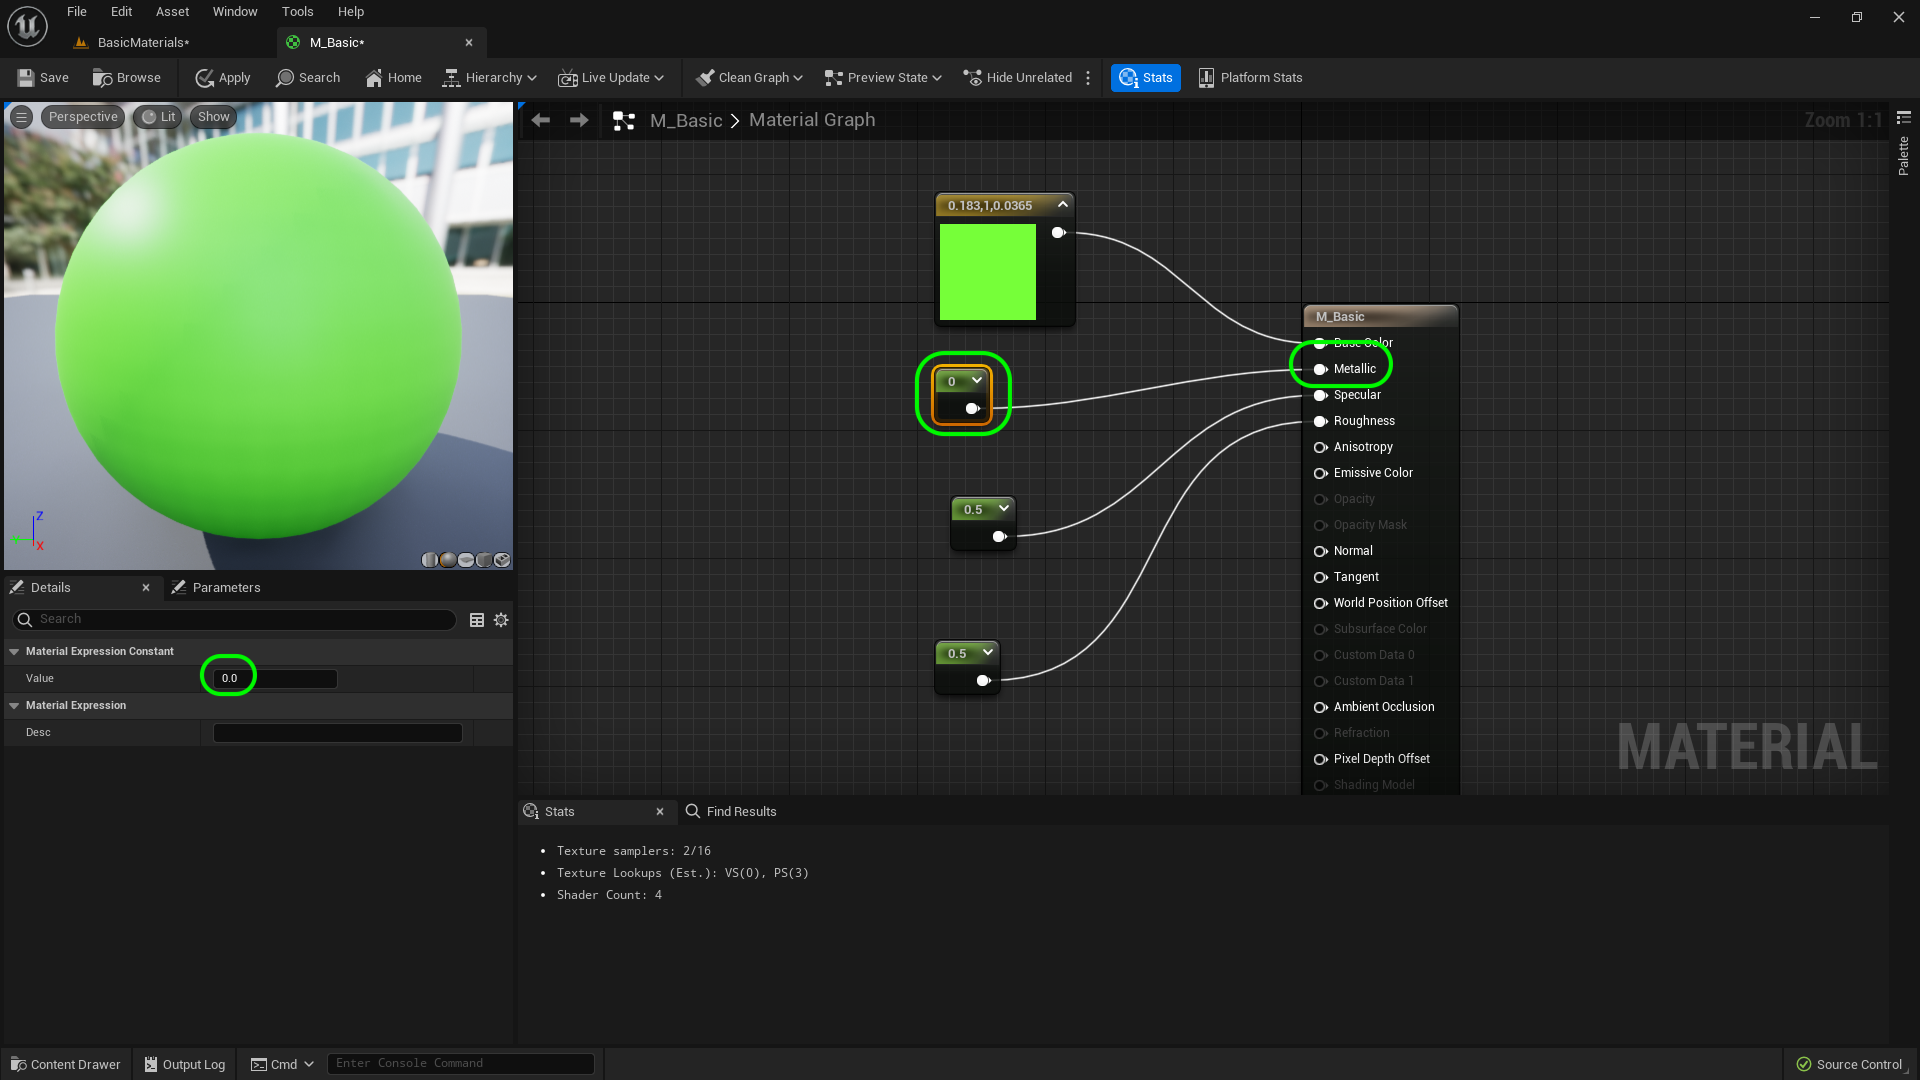 File Edit Asset Window Tools Help
BasicMaterials*
M_Basic*
Save Browse Apply Search Home Hierarchy Live Update Clean Graph Preview State Hide Unrelated Stats Platform Stats
Perspective Lit Show
M_Basic > Material Graph
Zoom 1:1
Palette
0.183,1,0.0365
0
0.5
0.5
M_Basic
Base Color
Metallic
Specular
Roughness
Anisotropy
Emissive Color
Opacity
Opacity Mask
Normal
Tangent
World Position Offset
Subsurface Color
Custom Data 0
Custom Data 1
Ambient Occlusion
Refraction
Pixel Depth Offset
Shading Model
MATERIAL
Z
X
Details Parameters
Search
Material Expression Constant
Value 0.0
Material Expression
Desc
Stats Find Results
• Texture samplers: 2/16
• Texture Lookups (Est.): VS(0), PS(3)
• Shader Count: 4
Content Drawer Output Log Cmd Enter Console Command Source Control